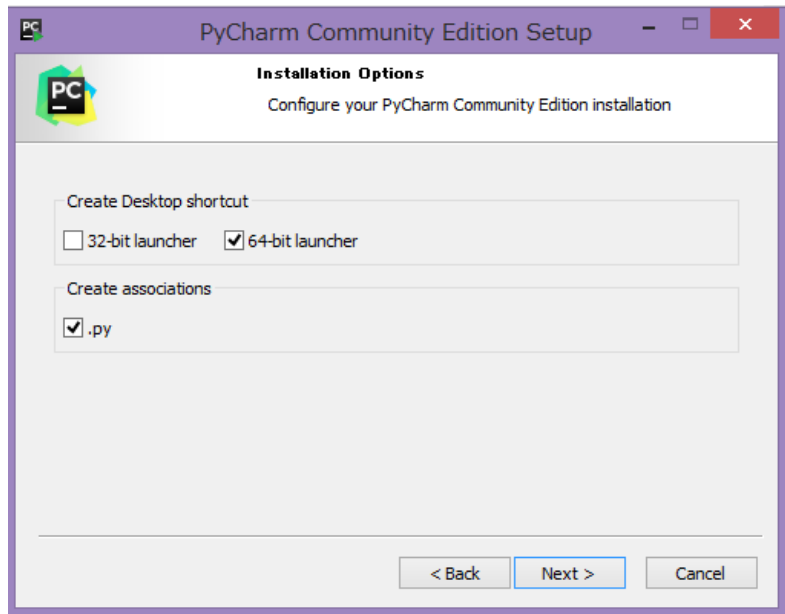 PC
PyCharm Community Edition Setup
PC
Installation Options
Configure your PyCharm Community Edition installation
Create Desktop shortcut
32-bit launcher
64-bit launcher
Create associations
.py
< Back
Next >
Cancel